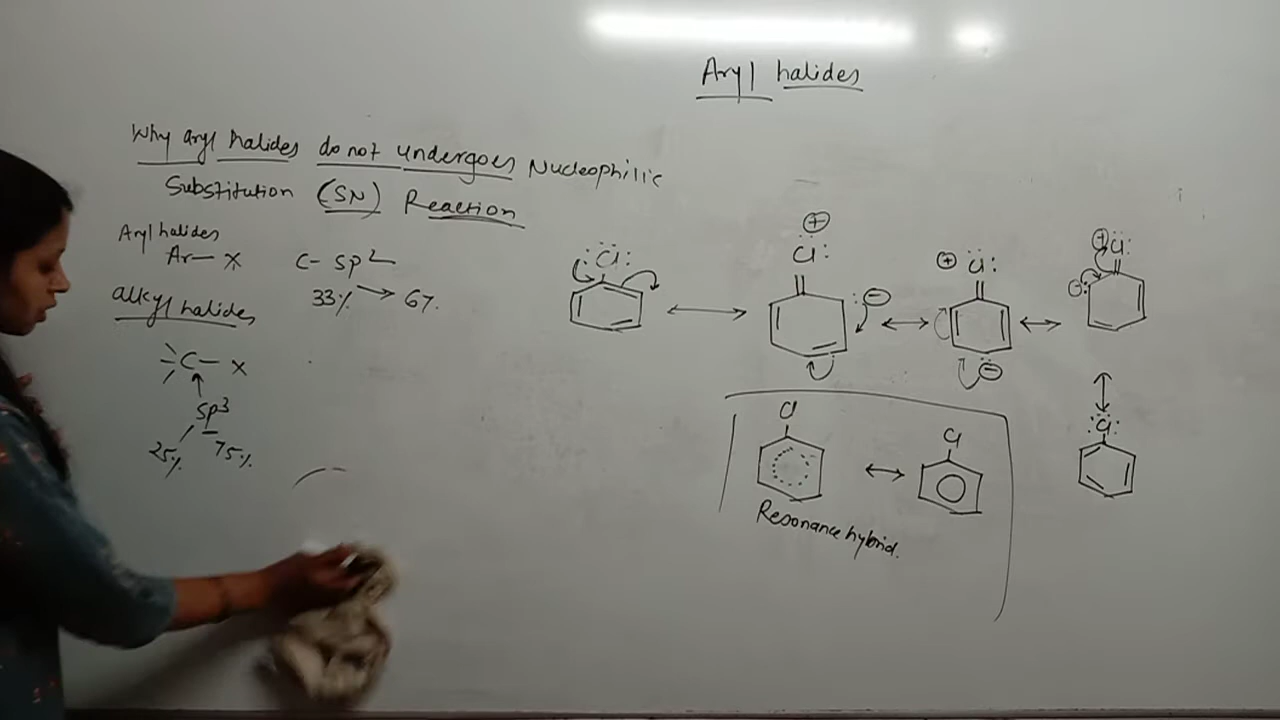 Aryl halides
Why aryl halides do not undergoes Nucleophilic
Substitution (SN) Reaction
Aryl halides
Ar—X C- sp2
33% → 67.
alkyl halides
C—X
sp3
25% 75%
:Cl: ⊕ Cl: ⊕ Cl: ⊕ Cl:
⊖ ⊖ ⊖:
:Cl:
Cl Cl
Resonance hybrid.